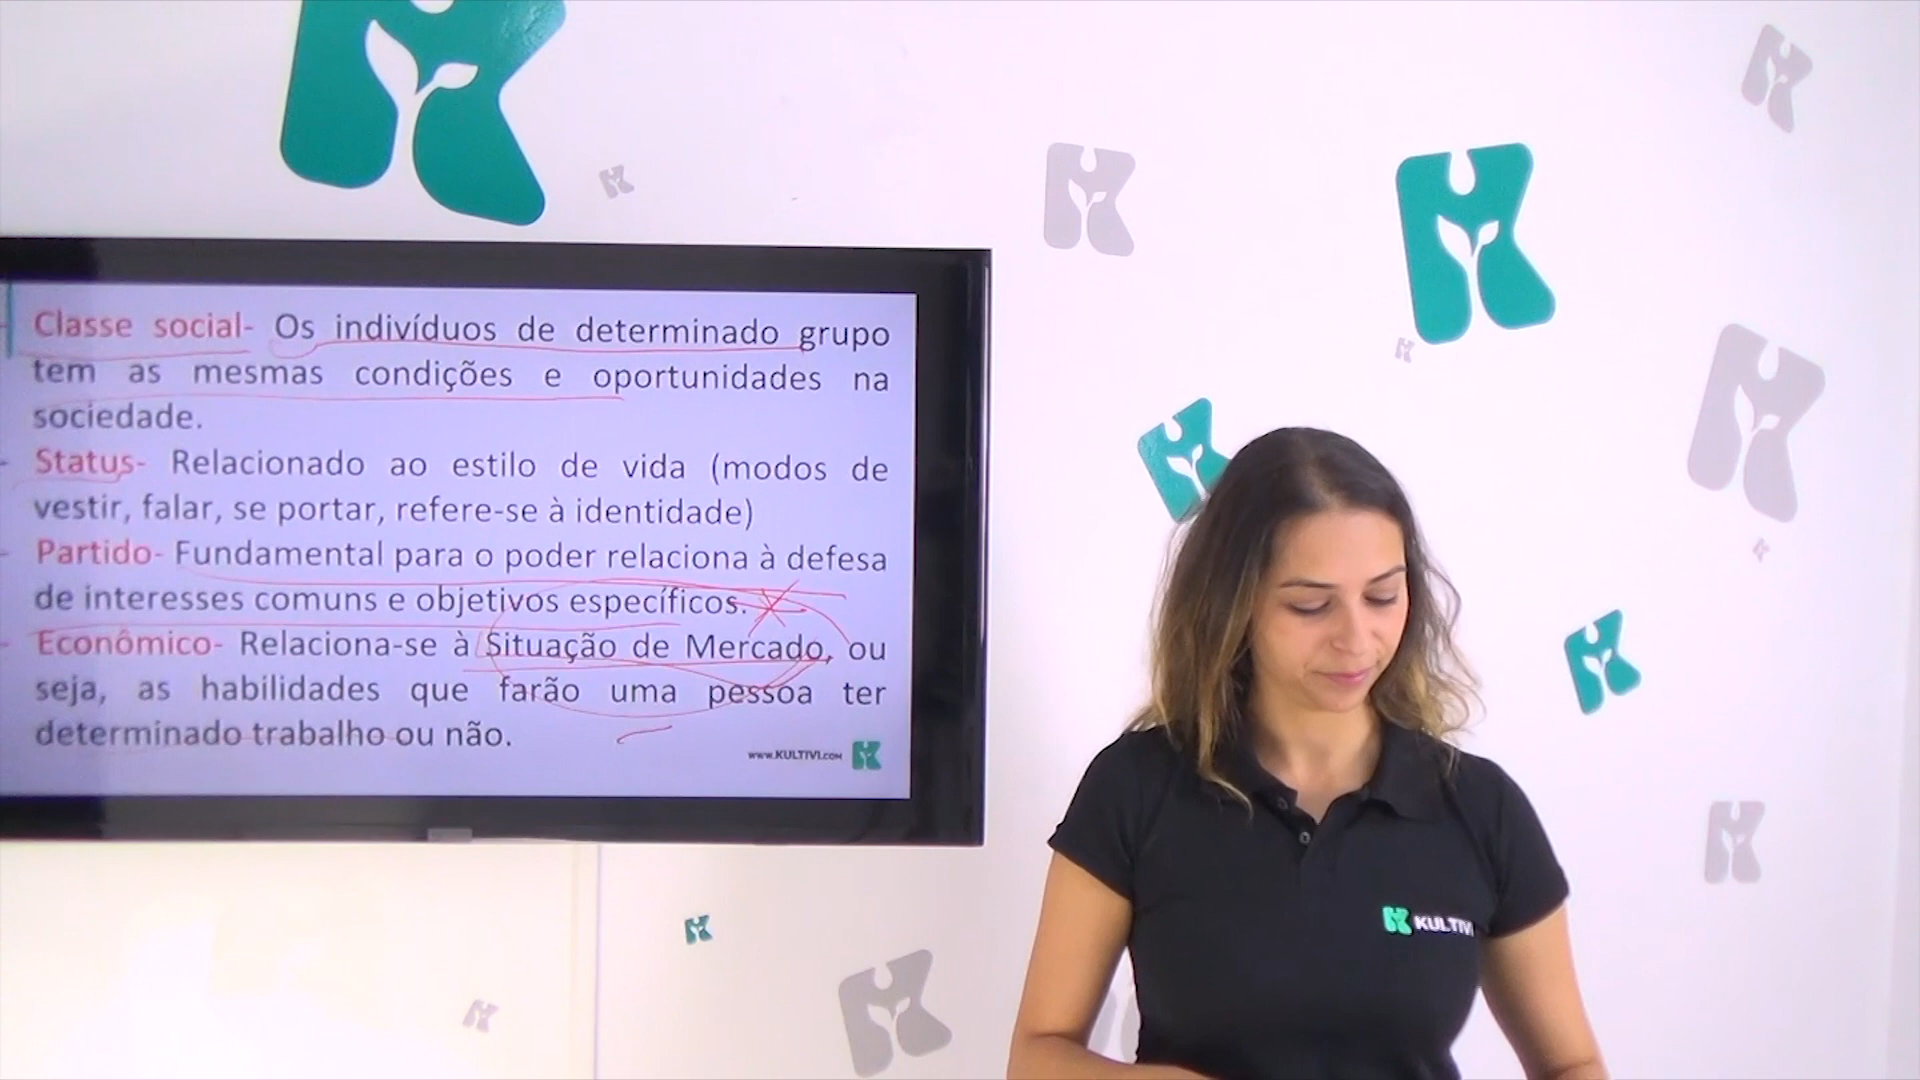 - Classe social- Os indivíduos de determinado grupo
tem as mesmas condições e oportunidades na
sociedade.
- Status- Relacionado ao estilo de vida (modos de
vestir, falar, se portar, refere-se à identidade)
- Partido- Fundamental para o poder relaciona à defesa
de interesses comuns e objetivos específicos.
- Econômico- Relaciona-se à Situação de Mercado, ou
seja, as habilidades que farão uma pessoa ter
determinado trabalho ou não.
www.KULTIVI.com
KULTIVI